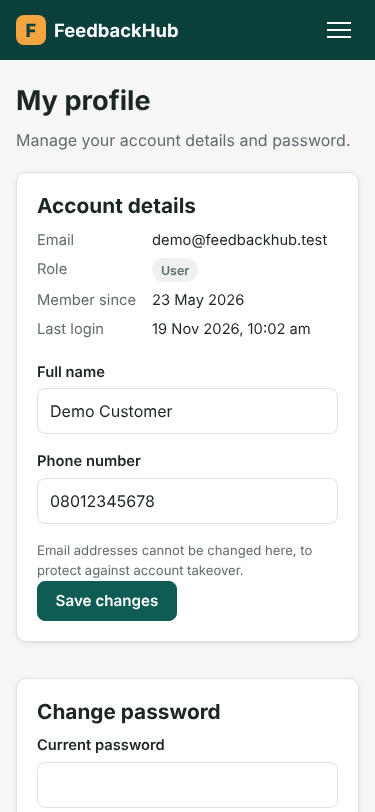 F FeedbackHub
My profile
Manage your account details and password.
Account details
Email demo@feedbackhub.test
Role User
Member since 23 May 2026
Last login 19 Nov 2026, 10:02 am
Full name
Demo Customer
Phone number
08012345678
Email addresses cannot be changed here, to
protect against account takeover.
Save changes
Change password
Current password